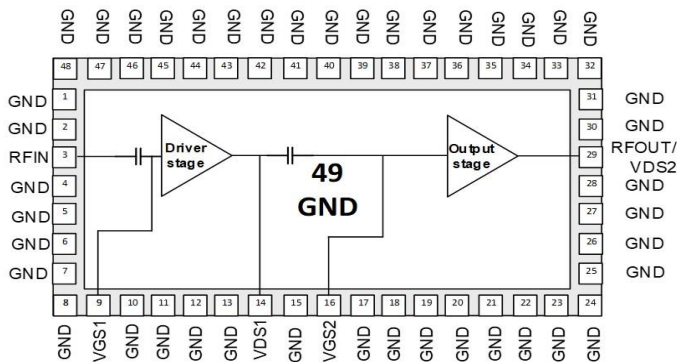 GND GND GND GND GND GND GND GND GND GND GND GND GND GND GND GND GND
48 47 46 45 44 43 42 41 40 39 38 37 36 35 34 33 32
GND 1
GND 2
RFIN 3
GND 4
GND 5
GND 6
GND 7
Driver
stage
49
GND
Output
stage
31 GND
30 GND
29 RFOUT/
VDS2
28 GND
27 GND
26 GND
25 GND
8 9 10 11 12 13 14 15 16 17 18 19 20 21 22 23 24
GND VGS1 GND GND GND GND VDS1 GND VGS2 GND GND GND GND GND GND GND GND